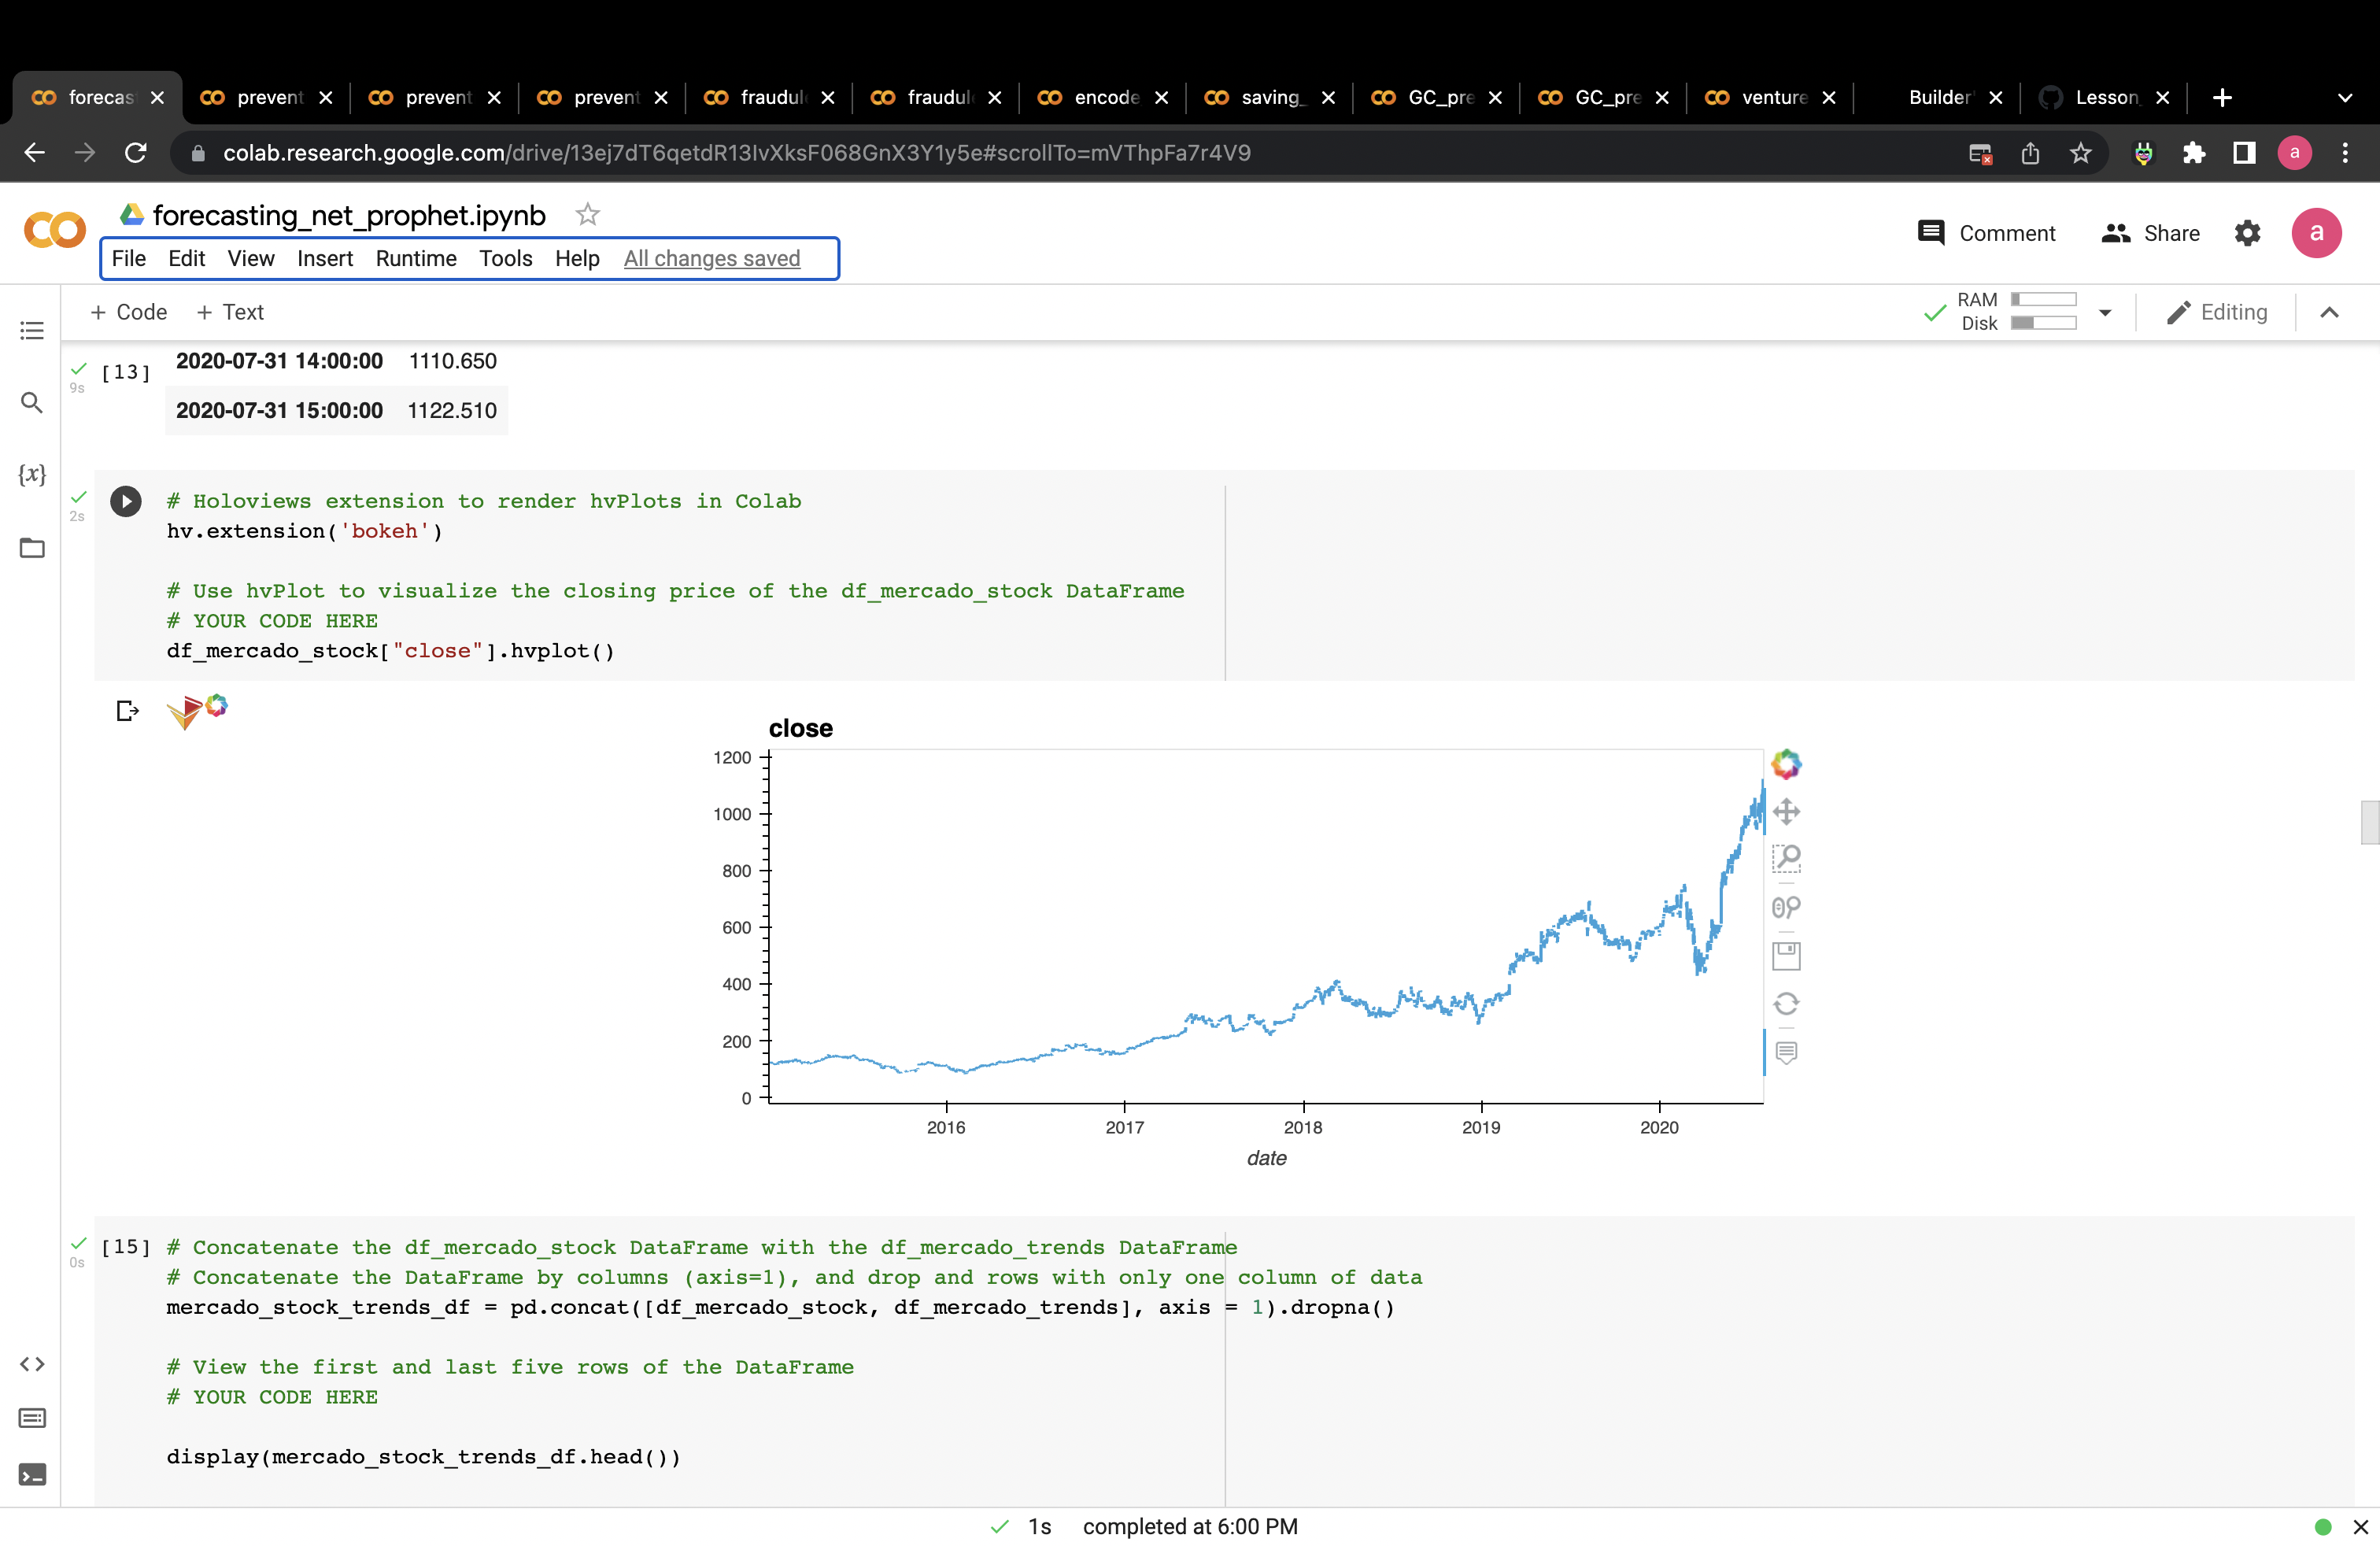 forecas
prevent
prevent
prevent
fraudul
fraudul
encode
saving_
GC_pre
GC_pre
venture
Builder'
Lesson_
colab.research.google.com/drive/13ej7dT6qetdR13IvXksF068GnX3Y1y5e#scrollTo=mVThpFa7r4V9
a
forecasting_net_prophet.ipynb
File Edit View Insert Runtime Tools Help All changes saved
Comment Share a
+ Code + Text
RAM
Disk
Editing
[13]
9s
2020-07-31 14:00:00 1110.650
2020-07-31 15:00:00 1122.510
{x}
2s
# Holoviews extension to render hvPlots in Colab
hv.extension('bokeh')
# Use hvPlot to visualize the closing price of the df_mercado_stock DataFrame
# YOUR CODE HERE
df_mercado_stock["close"].hvplot()
close
1200
1000
800
600
400
200
0
2016 2017 2018 2019 2020
date
[15]
0s
# Concatenate the df_mercado_stock DataFrame with the df_mercado_trends DataFrame
# Concatenate the DataFrame by columns (axis=1), and drop and rows with only one column of data
mercado_stock_trends_df = pd.concat([df_mercado_stock, df_mercado_trends], axis = 1).dropna()
# View the first and last five rows of the DataFrame
# YOUR CODE HERE
display(mercado_stock_trends_df.head())
1s completed at 6:00 PM